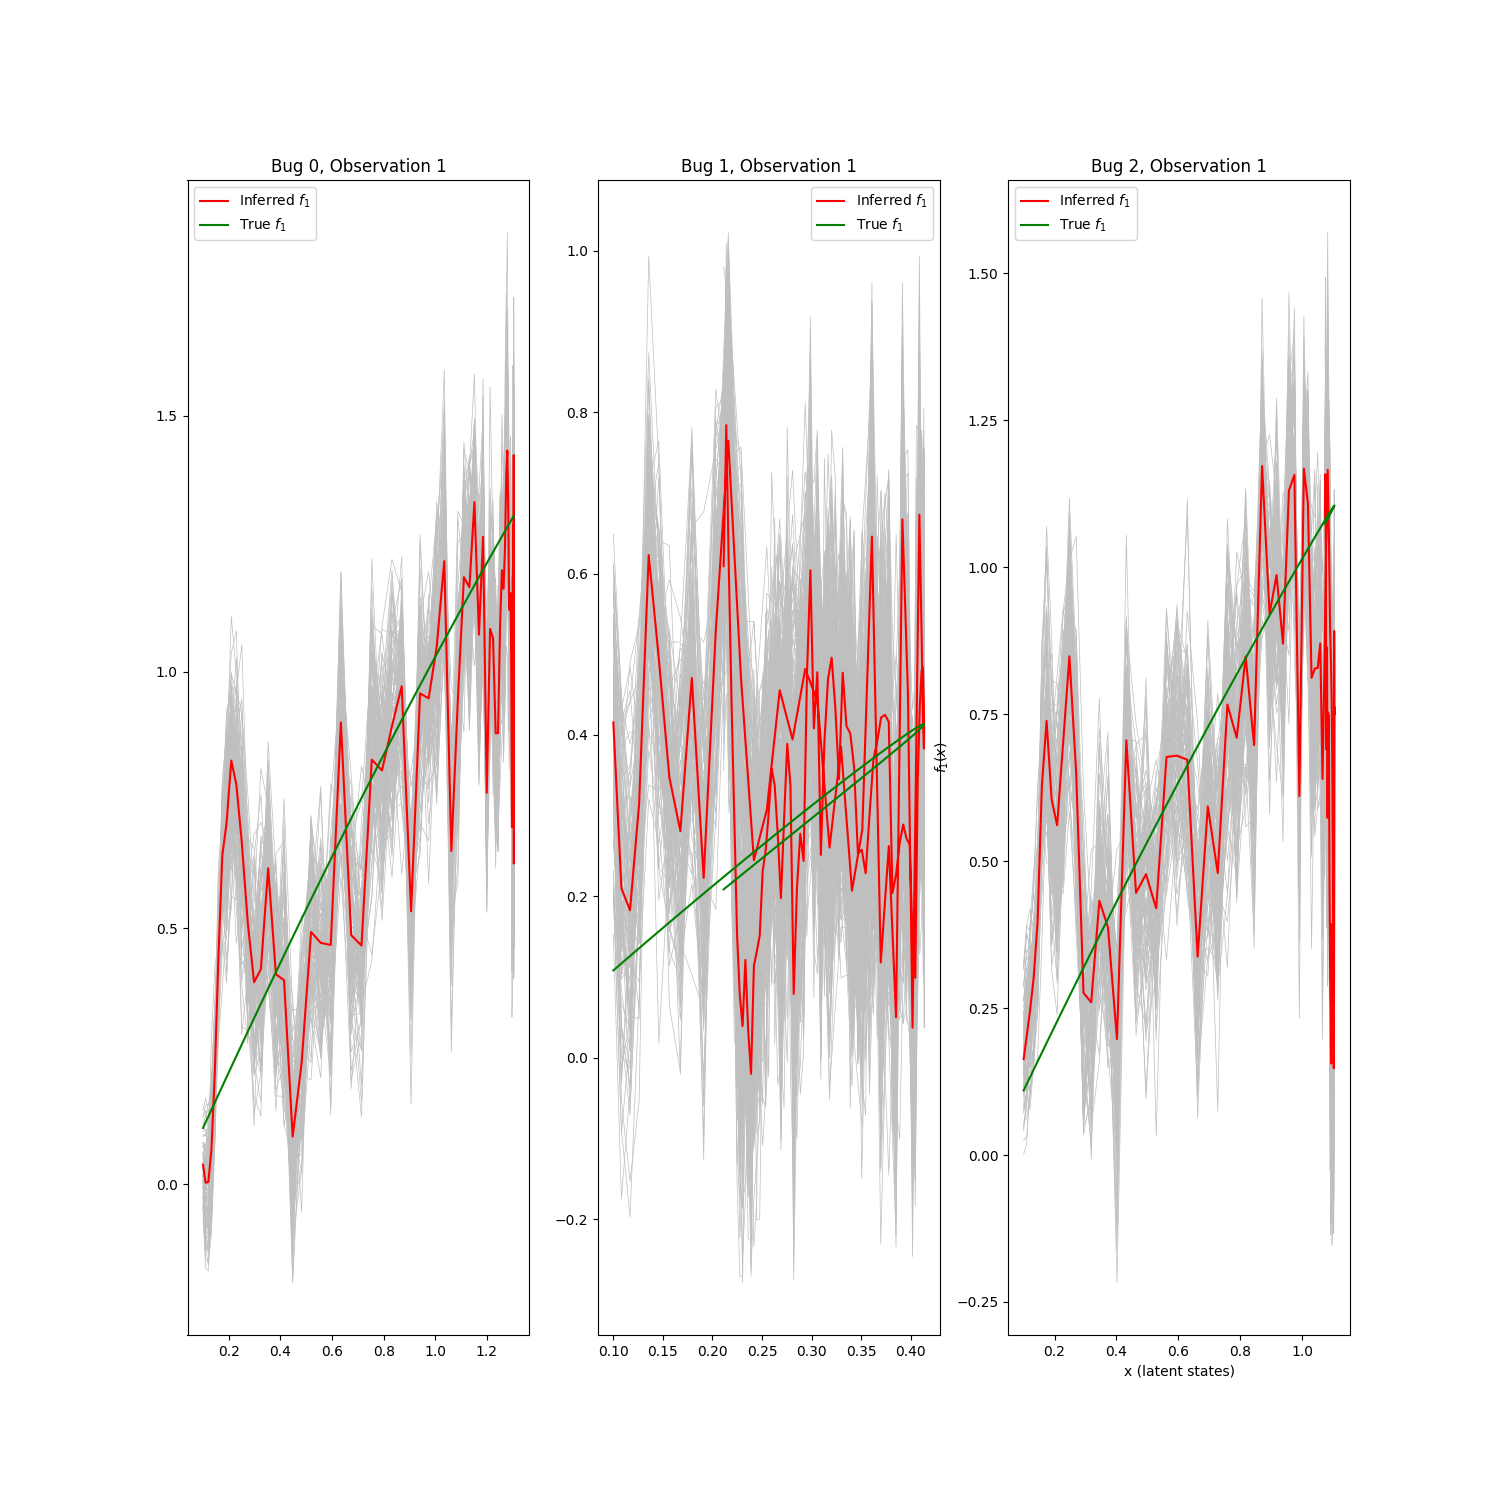 Bug 0, Observation 1
Inferred f₁
True f₁
1.5
1.0
0.5
0.0
0.2 0.4 0.6 0.8 1.0 1.2
Bug 1, Observation 1
Inferred f₁
True f₁
1.0
0.8
0.6
0.4
0.2
0.0
−0.2
0.10 0.15 0.20 0.25 0.30 0.35 0.40
Bug 2, Observation 1
Inferred f₁
True f₁
f₁(x)
1.50
1.25
1.00
0.75
0.50
0.25
0.00
−0.25
0.2 0.4 0.6 0.8 1.0
x (latent states)